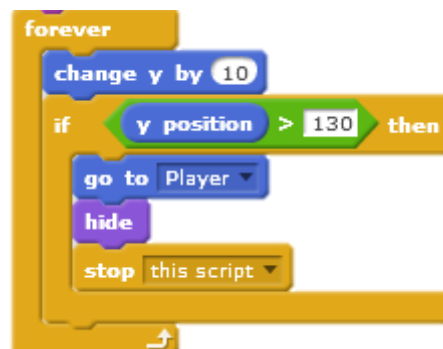 forever
change y by 10
if y position > 130 then
go to Player
hide
stop this script